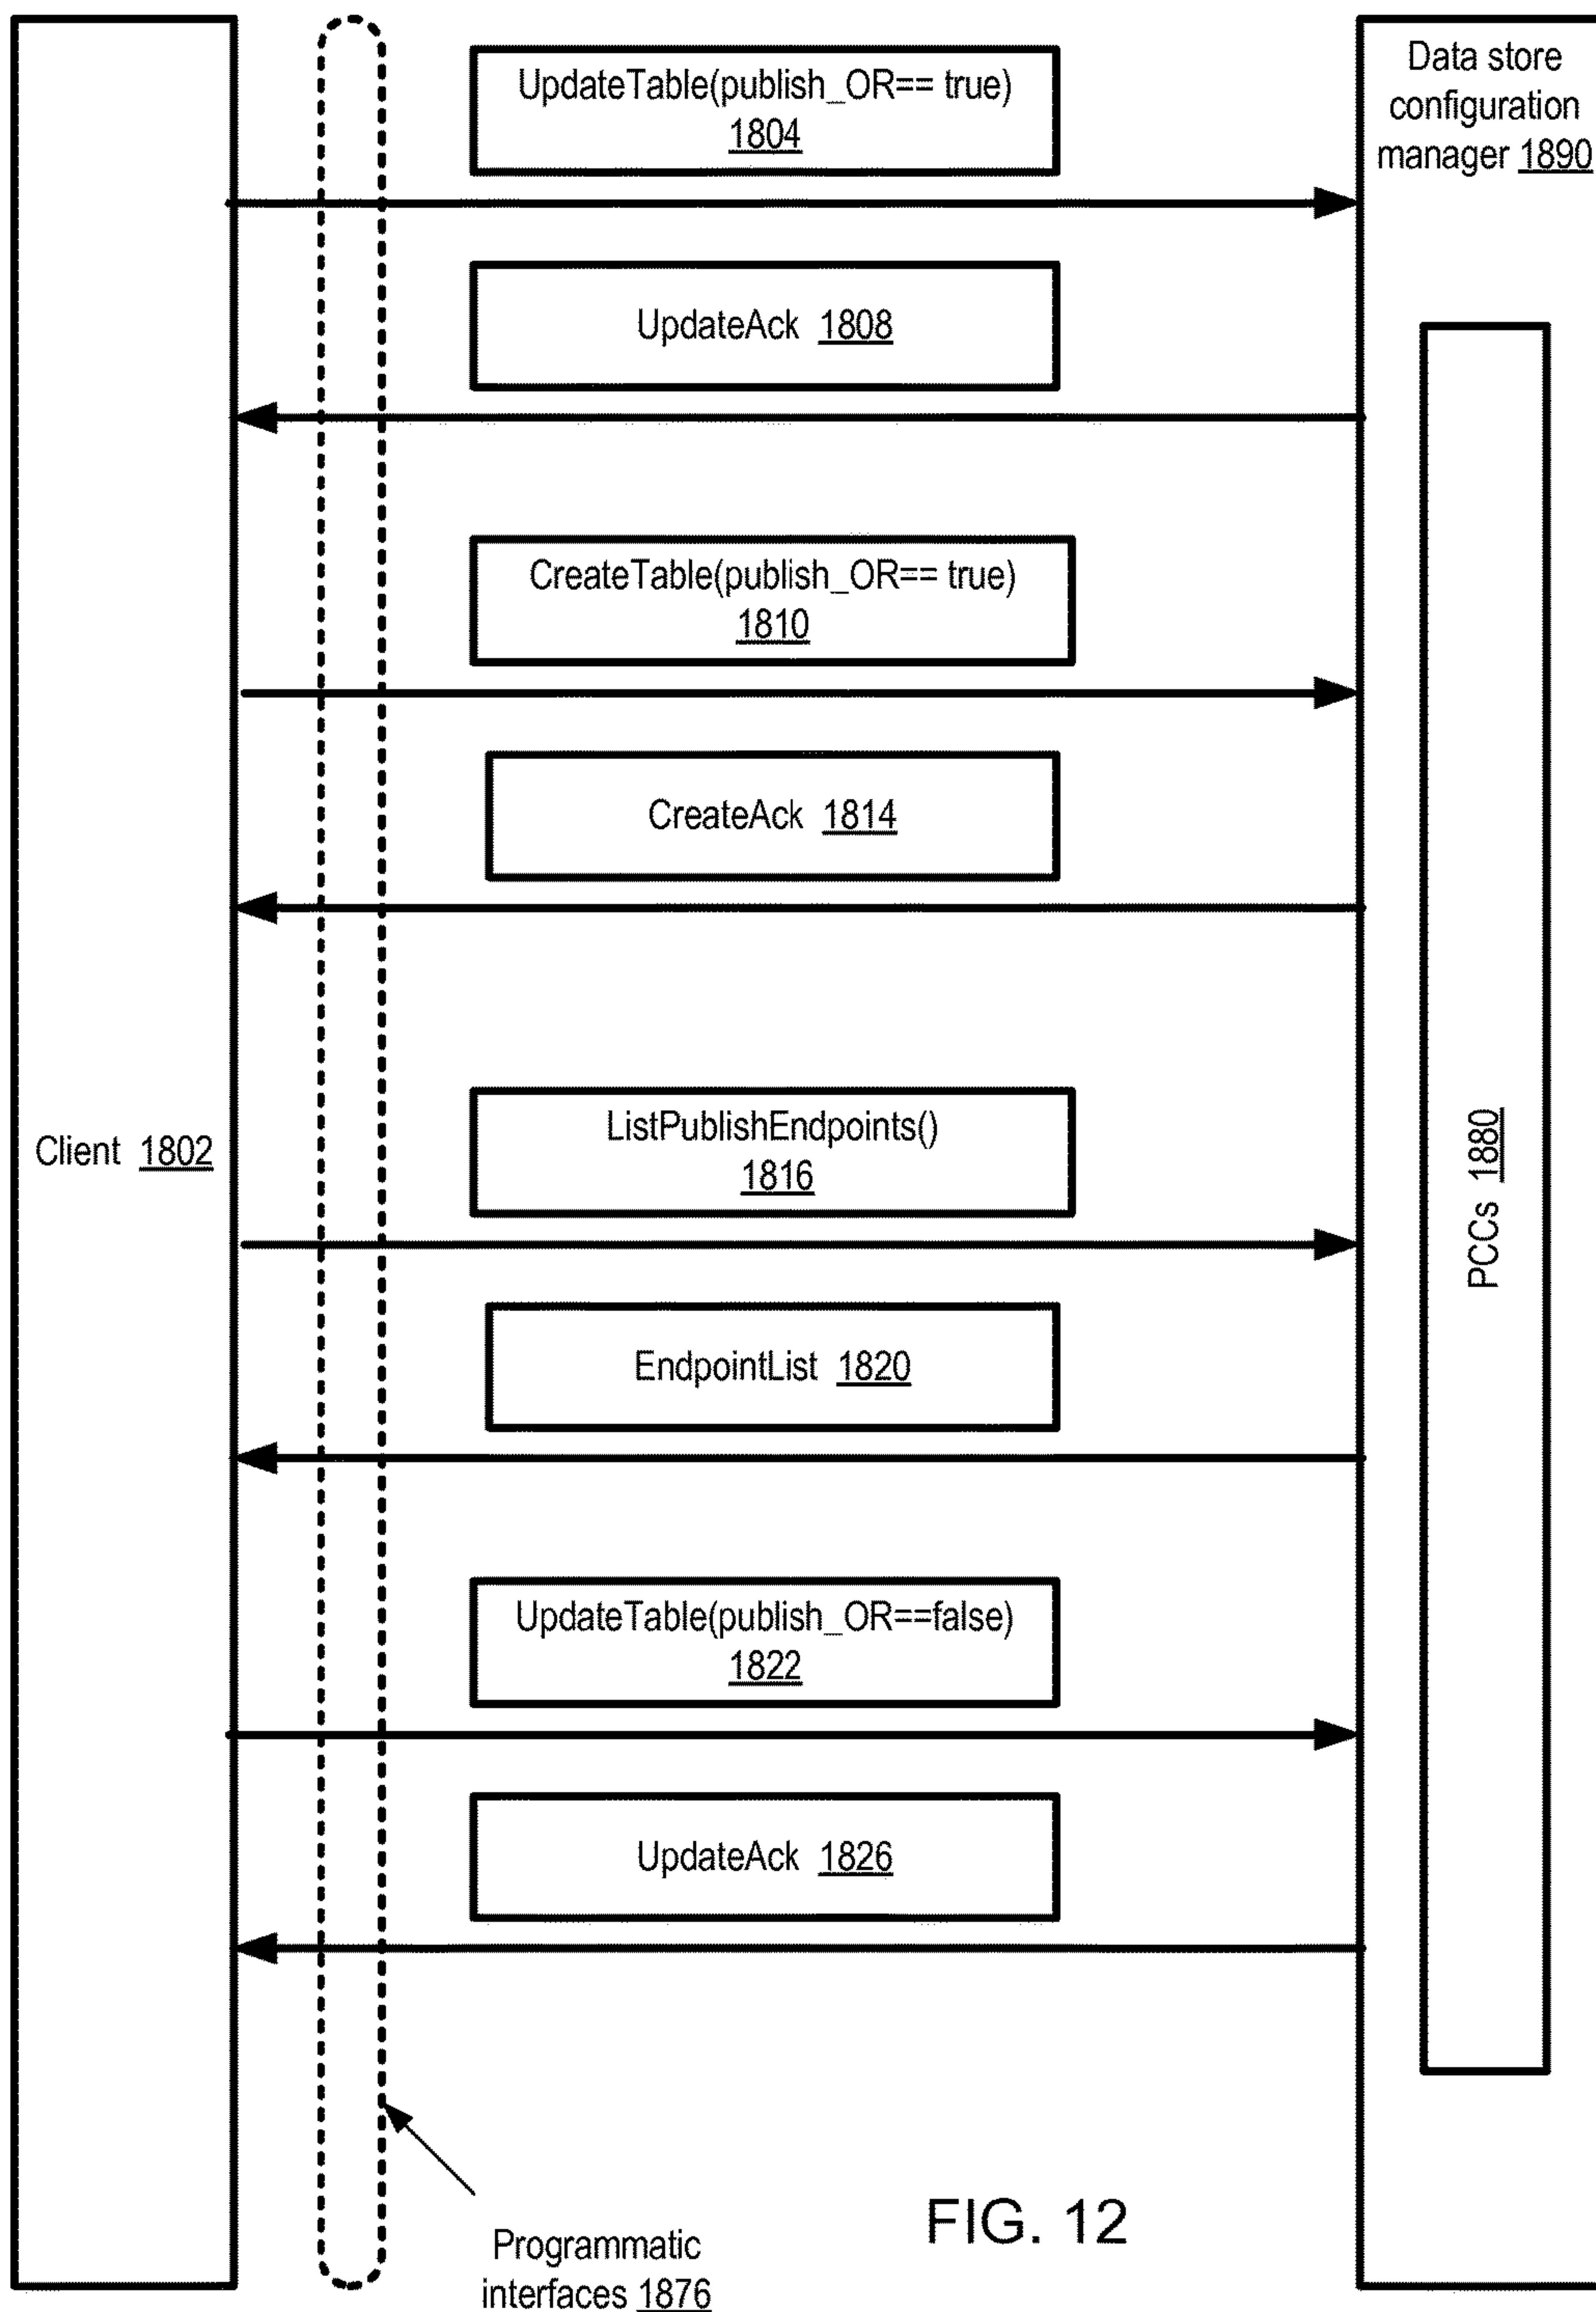 UpdateTable(publish_OR== true)
1804
Data store
configuration
manager 1890
UpdateAck 1808
CreateTable(publish_OR== true)
1810
CreateAck 1814
Client 1802
ListPublishEndpoints()
1816
PCCs 1880
EndpointList 1820
UpdateTable(publish_OR==false)
1822
UpdateAck 1826
Programmatic
interfaces 1876
FIG. 12